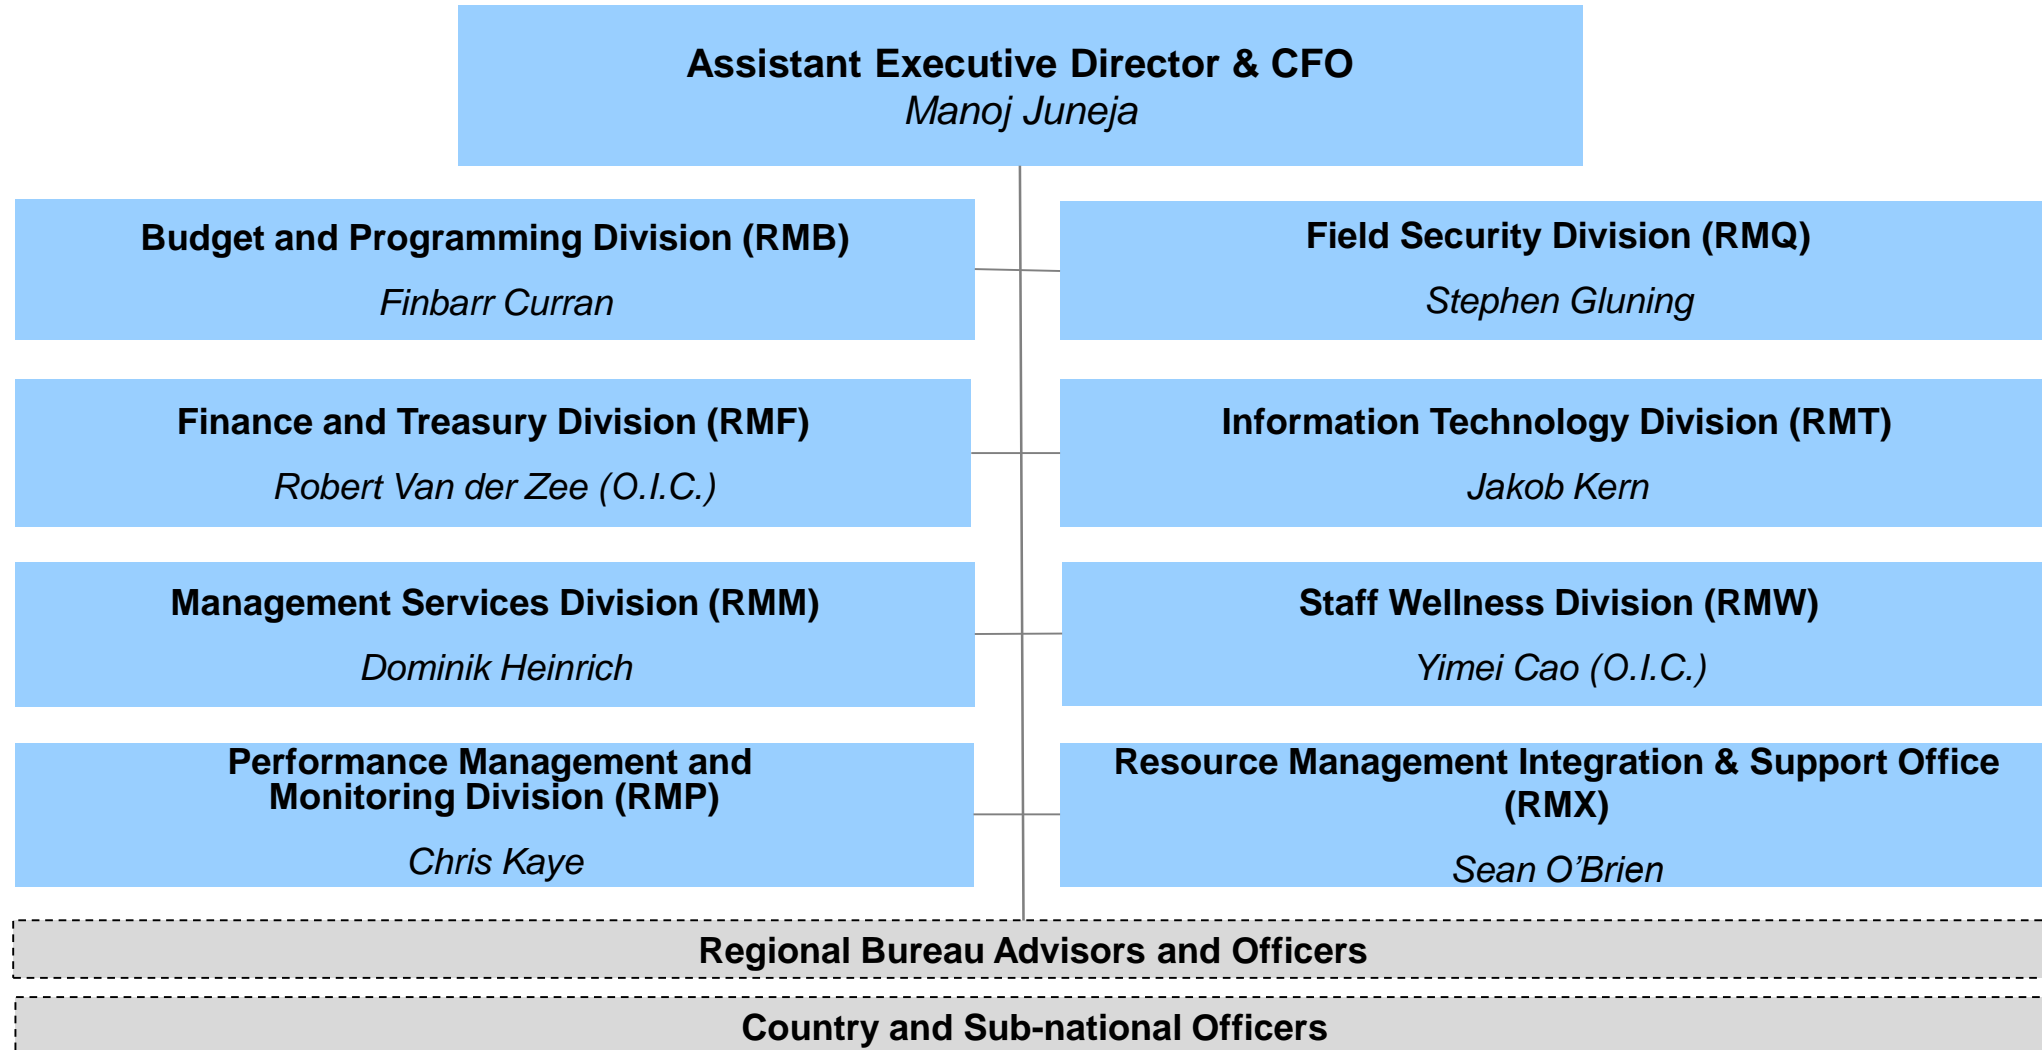 Assistant Executive Director & CFO
Manoj Juneja
Budget and Programming Division (RMB)
Finbarr Curran
Field Security Division (RMQ)
Stephen Gluning
Finance and Treasury Division (RMF)
Robert Van der Zee (O.I.C.)
Information Technology Division (RMT)
Jakob Kern
Management Services Division (RMM)
Dominik Heinrich
Staff Wellness Division (RMW)
Yimei Cao (O.I.C.)
Performance Management and
Monitoring Division (RMP)
Chris Kaye
Resource Management Integration & Support Office
(RMX)
Sean O’Brien
Regional Bureau Advisors and Officers
Country and Sub-national Officers